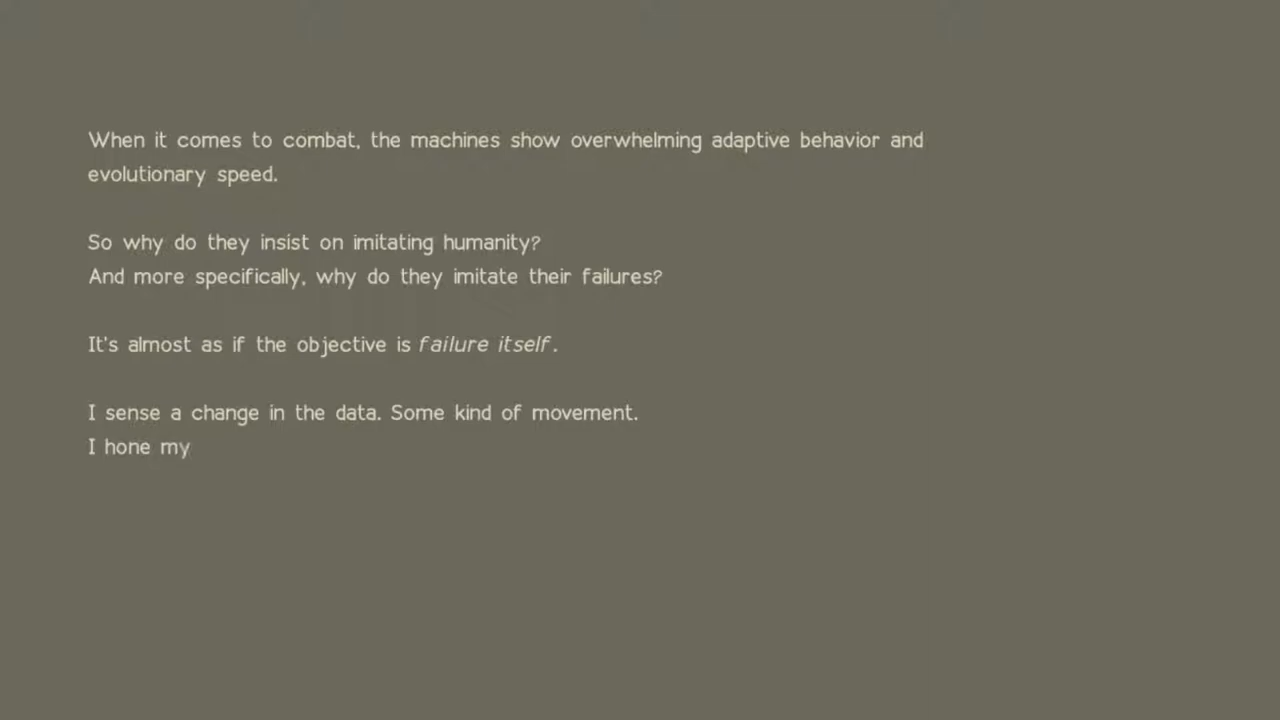 When it comes to combat, the machines show overwhelming adaptive behavior and
evolutionary speed.
So why do they insist on imitating humanity?
And more specifically, why do they imitate their failures?
It's almost as if the objective is failure itself.
I sense a change in the data. Some kind of movement.
I hone my